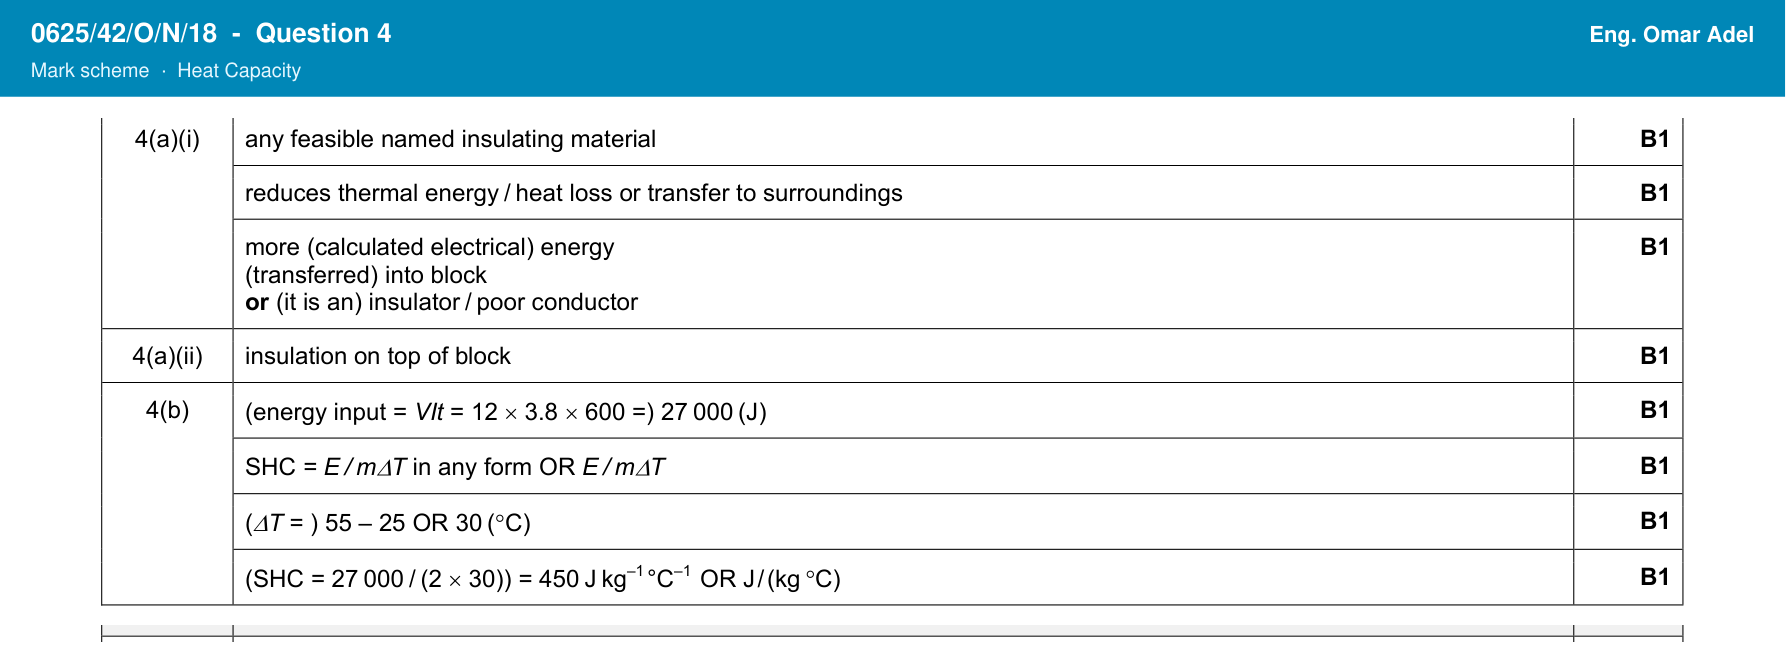 0625/42/O/N/18 - Question 4
Eng. Omar Adel
Mark scheme · Heat Capacity
4(a)(i) any feasible named insulating material B1
reduces thermal energy / heat loss or transfer to surroundings B1
more (calculated electrical) energy B1
(transferred) into block
or (it is an) insulator / poor conductor
4(a)(ii) insulation on top of block B1
4(b) (energy input = VIt = 12 × 3.8 × 600 =) 27 000 (J) B1
SHC = E / mΔT in any form OR E / mΔT B1
(ΔT = ) 55 – 25 OR 30 (°C) B1
(SHC = 27 000 / (2 × 30)) = 450 J kg⁻¹ °C⁻¹ OR J / (kg °C) B1